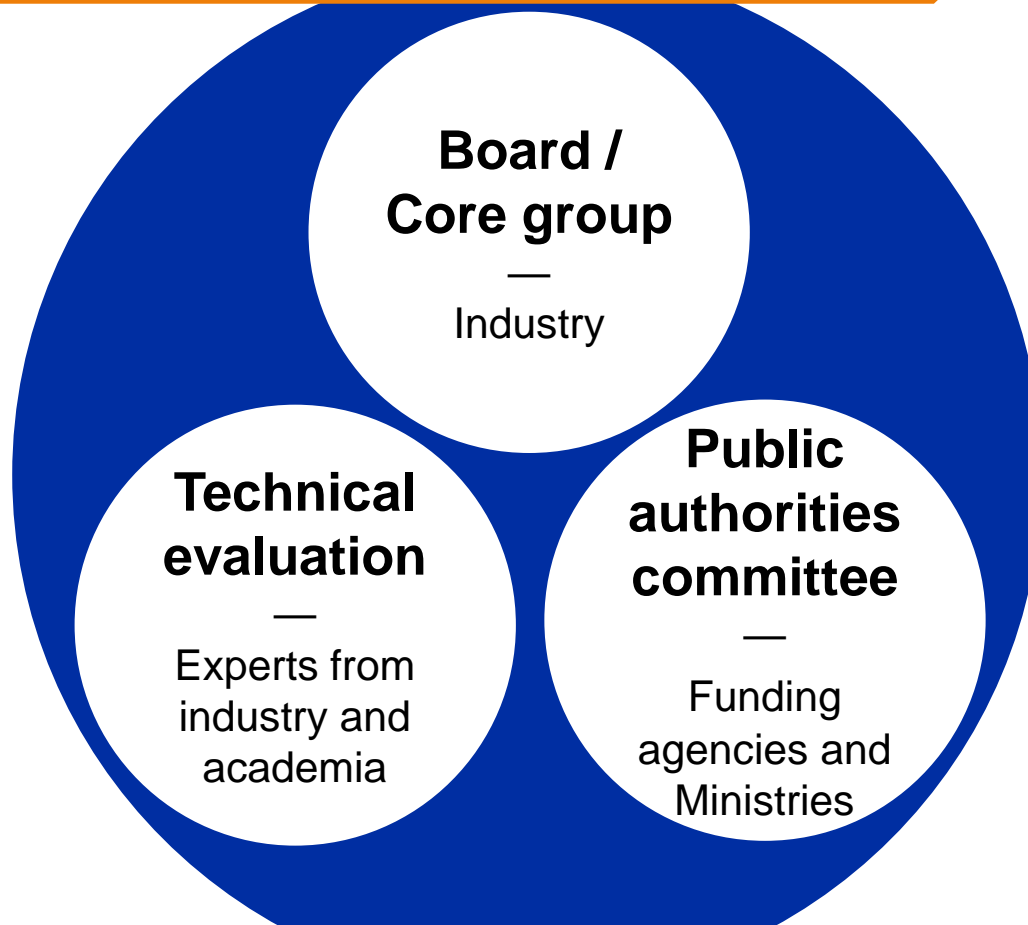 Board /
Core group
—
Industry
Technical
evaluation
—
Experts from
industry and
academia
Public
authorities
committee
—
Funding
agencies and
Ministries